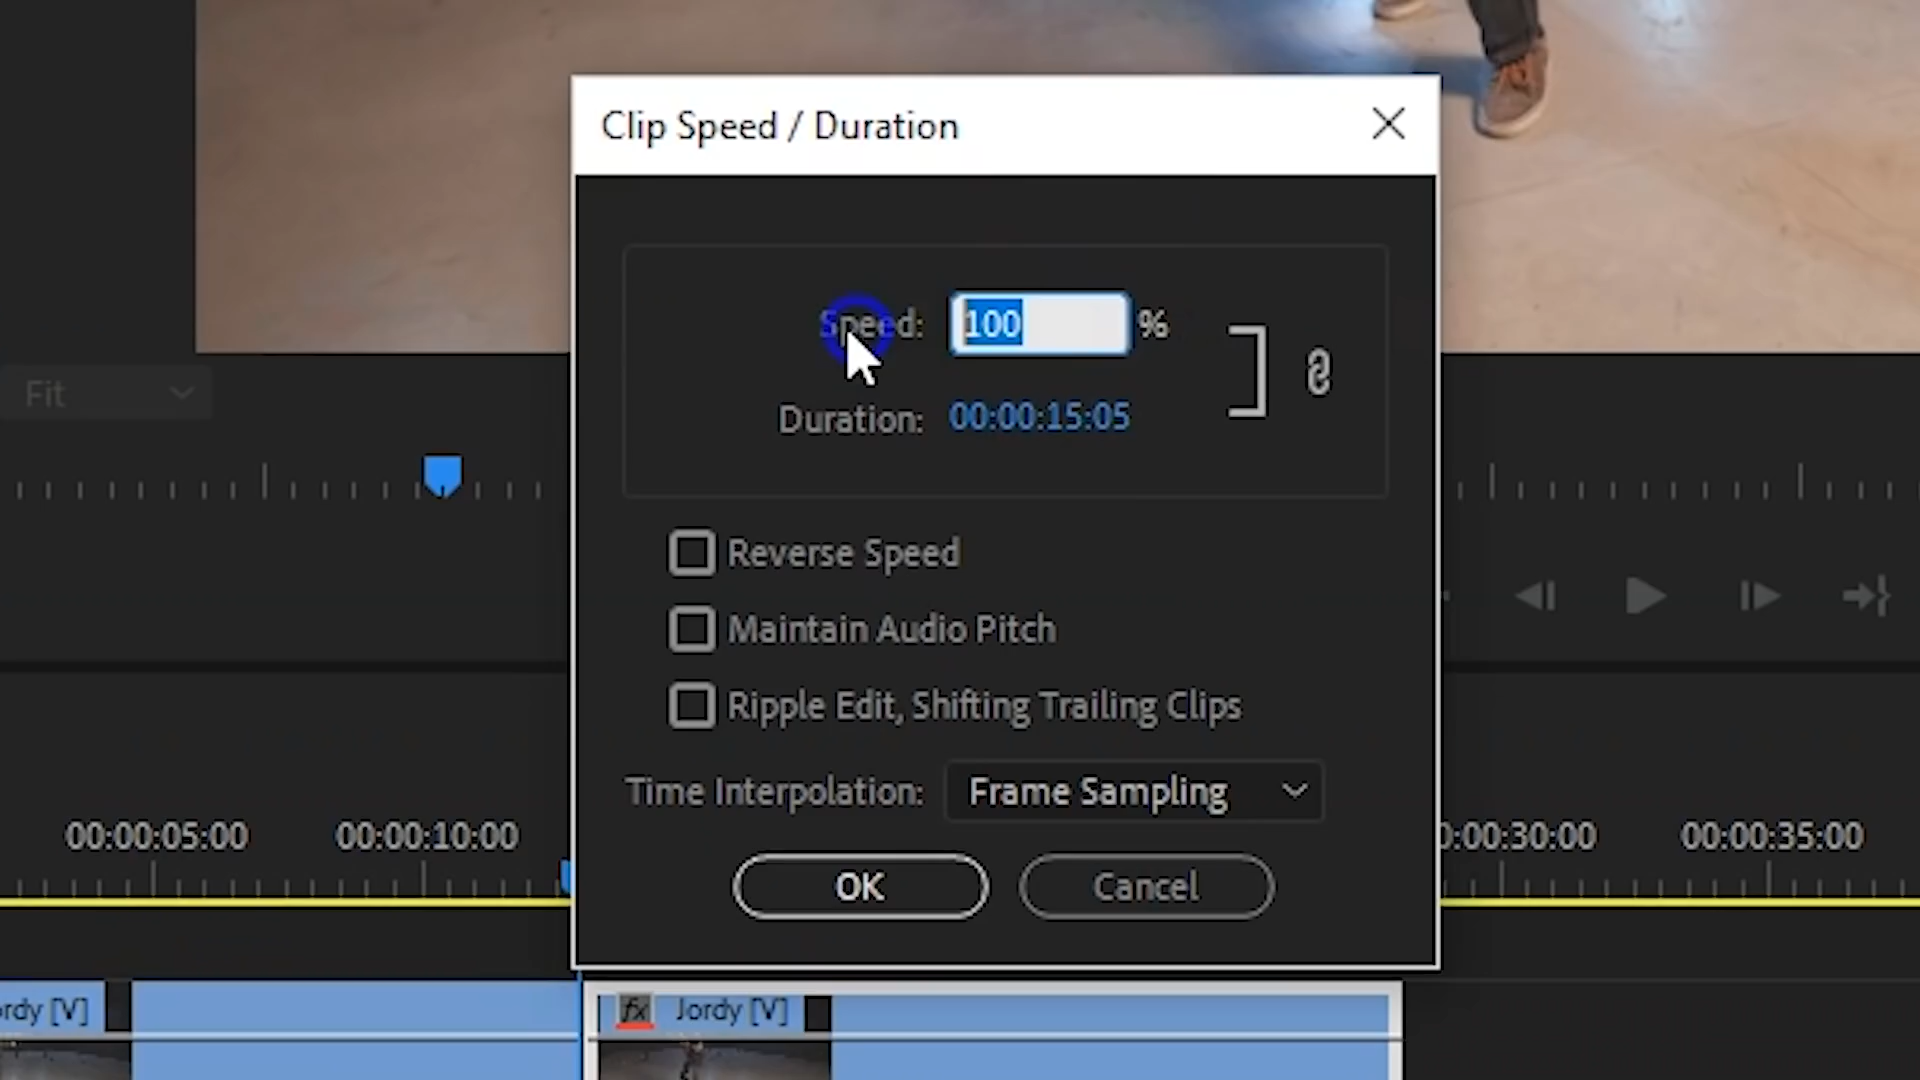 Clip Speed / Duration
Speed: 100 %
Fit
Duration: 00:00:15:05
Reverse Speed
Maintain Audio Pitch
Ripple Edit, Shifting Trailing Clips
Time Interpolation: Frame Sampling
00:00:05:00 00:00:10:00 0:00:30:00 00:00:35:00
OK Cancel
ordy [V] fx Jordy [V]